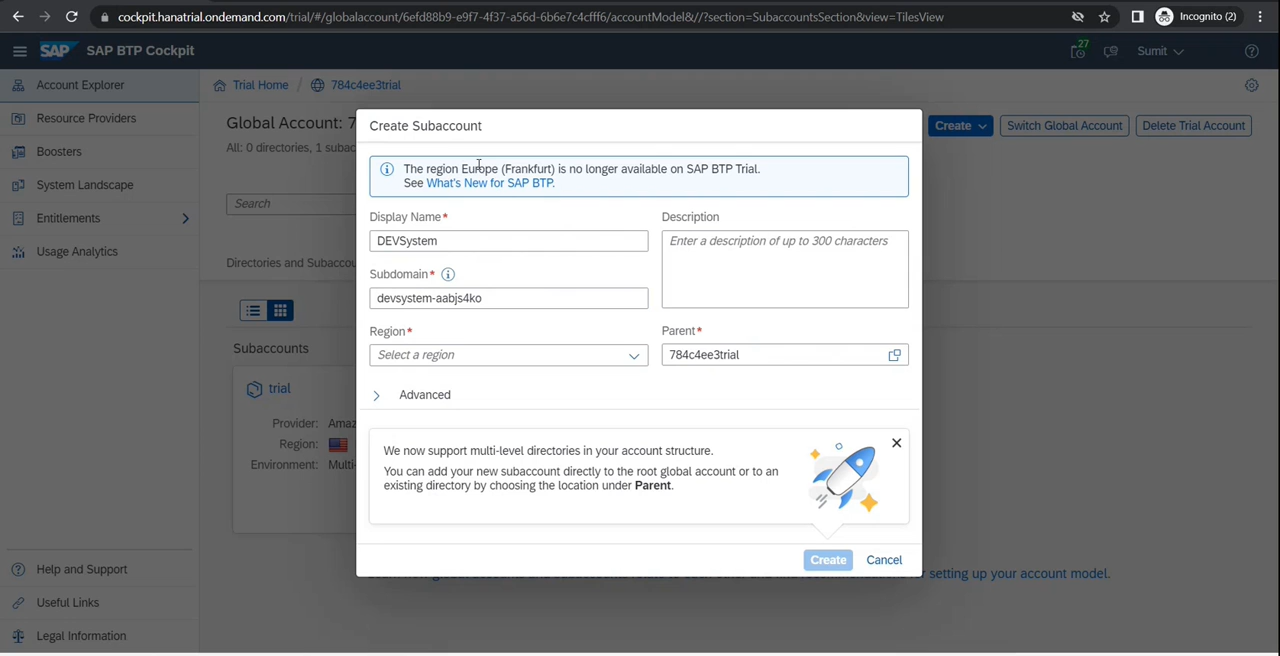 cockpit.hanatrial.ondemand.com/trial/#/globalaccount/6efd88b9-e9f7-4f37-a56d-6b6e7c4cfff6/accountModel&//?section=SubaccountsSection&view=TilesView
Incognito (2)
SAP
SAP BTP Cockpit
27
Sumit
Account Explorer
Resource Providers
Boosters
System Landscape
Entitlements
Usage Analytics
Help and Support
Useful Links
Legal Information
Trial Home / 784c4ee3trial
Global Account: 7
All: 0 directories, 1 subac
Create
Switch Global Account
Delete Trial Account
Search
Directories and Subaccou
Subaccounts
trial
Provider: Amaz
Region:
Environment: Multi-
Create Subaccount
The region Europe (Frankfurt) is no longer available on SAP BTP Trial.
See What's New for SAP BTP.
Display Name*
DEVSystem
Description
Enter a description of up to 300 characters
Subdomain*
devsystem-aabjs4ko
Region*
Select a region
Parent*
784c4ee3trial
Advanced
We now support multi-level directories in your account structure.
You can add your new subaccount directly to the root global account or to an
existing directory by choosing the location under Parent.
Create
Cancel
setting up your account model.